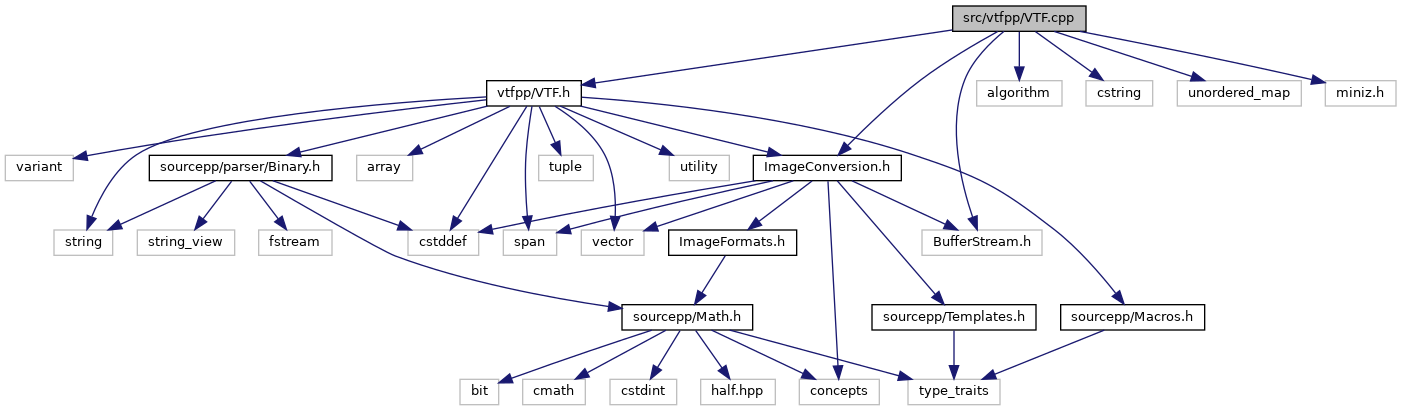 src/vtfpp/VTF.cpp
vtfpp/VTF.h
algorithm
cstring
unordered_map
miniz.h
variant
sourcepp/parser/Binary.h
array
tuple
utility
ImageConversion.h
string
string_view
fstream
cstddef
span
vector
ImageFormats.h
BufferStream.h
sourcepp/Math.h
sourcepp/Templates.h
sourcepp/Macros.h
bit
cmath
cstdint
half.hpp
concepts
type_traits